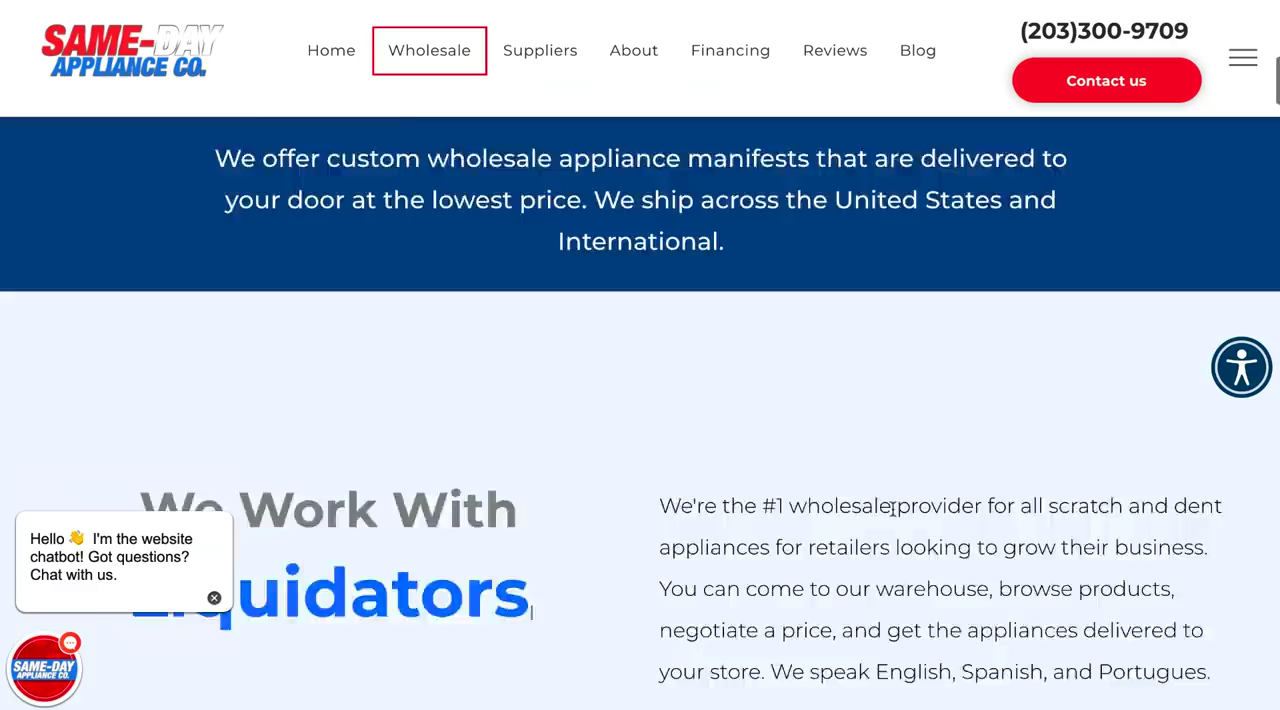 SAME-DAY
APPLIANCE CO.
Home
Wholesale
Suppliers
About
Financing
Reviews
Blog
(203)300-9709
Contact us
We offer custom wholesale appliance manifests that are delivered to
your door at the lowest price. We ship across the United States and
International.
We Work With
Liquidators
We're the #1 wholesale provider for all scratch and dent
appliances for retailers looking to grow their business.
You can come to our warehouse, browse products,
negotiate a price, and get the appliances delivered to
your store. We speak English, Spanish, and Portugues.
Hello 👋 I'm the website
chatbot! Got questions?
Chat with us.
SAME-DAY
APPLIANCE CO.